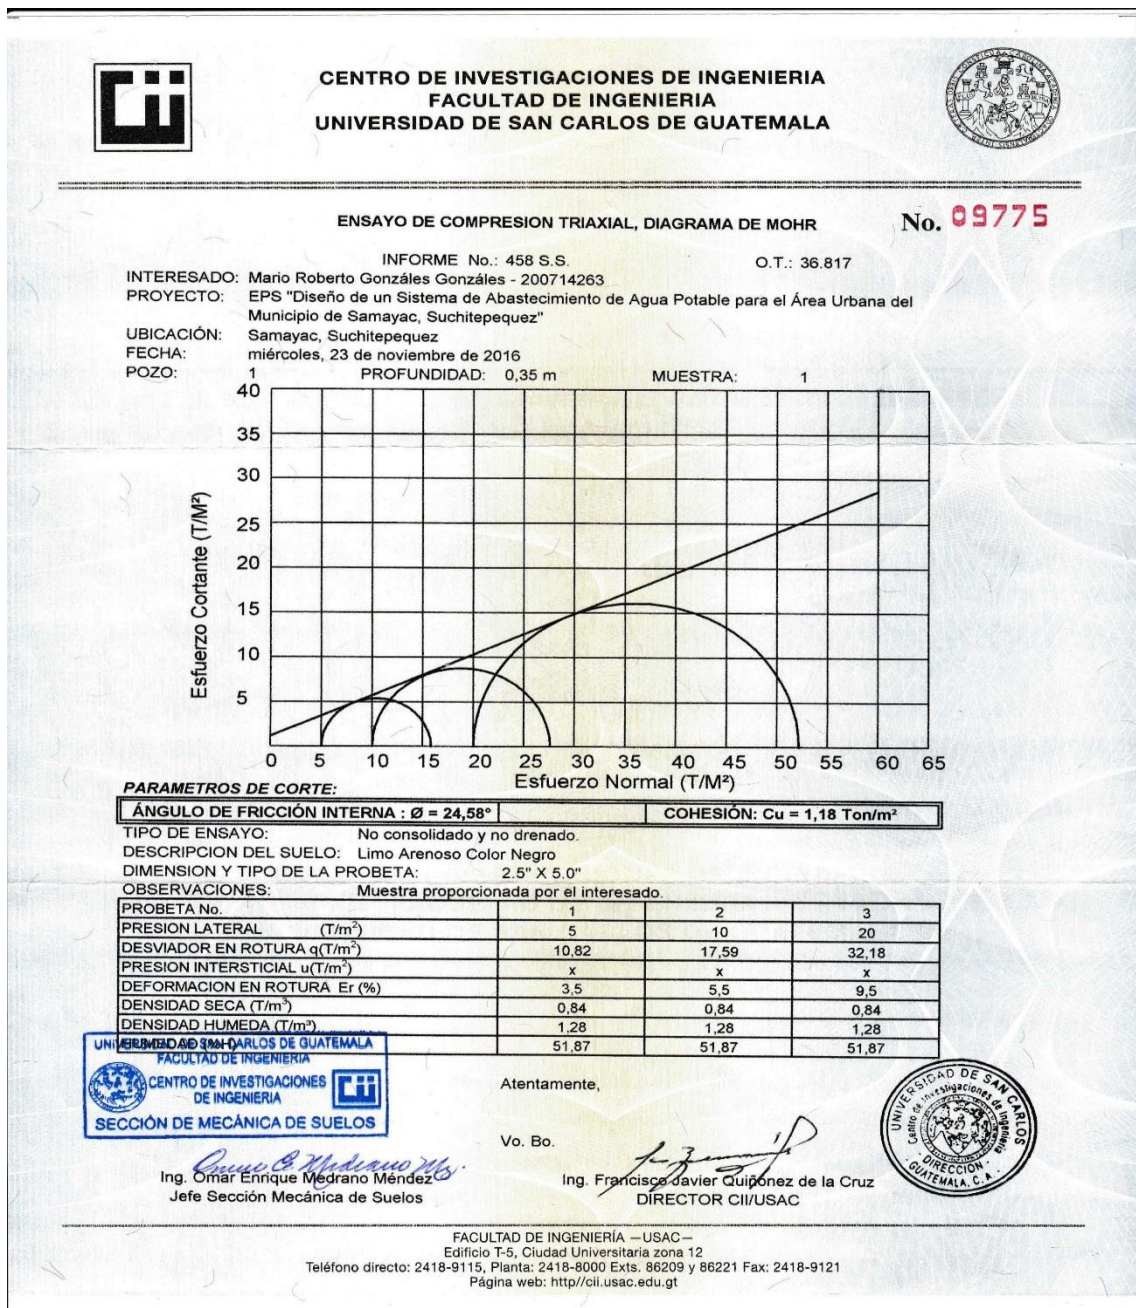 CENTRO DE INVESTIGACIONES DE INGENIERIA
FACULTAD DE INGENIERIA
UNIVERSIDAD DE SAN CARLOS DE GUATEMALA
ENSAYO DE COMPRESION TRIAXIAL, DIAGRAMA DE MOHR
No. 09775
INFORME No.: 458 S.S. O.T.: 36.817
INTERESADO: Mario Roberto Gonzáles Gonzáles - 200714263
PROYECTO: EPS "Diseño de un Sistema de Abastecimiento de Agua Potable para el Área Urbana del
Municipio de Samayac, Suchitepequez"
UBICACIÓN: Samayac, Suchitepequez
FECHA: miércoles, 23 de noviembre de 2016
POZO: 1 PROFUNDIDAD: 0,35 m MUESTRA: 1
40
35
30
25
20
15
10
5
Esfuerzo Cortante (T/M²)
0 5 10 15 20 25 30 35 40 45 50 55 60 65
Esfuerzo Normal (T/M²)
PARAMETROS DE CORTE:
ÁNGULO DE FRICCIÓN INTERNA : Ø = 24,58° COHESIÓN: Cu = 1,18 Ton/m²
TIPO DE ENSAYO: No consolidado y no drenado.
DESCRIPCION DEL SUELO: Limo Arenoso Color Negro
DIMENSION Y TIPO DE LA PROBETA: 2.5" X 5.0"
OBSERVACIONES: Muestra proporcionada por el interesado.
PROBETA No. 1 2 3
PRESION LATERAL (T/m²) 5 10 20
DESVIADOR EN ROTURA q(T/m²) 10,82 17,59 32,18
PRESION INTERSTICIAL u(T/m²) x x x
DEFORMACION EN ROTURA Er (%) 3,5 5,5 9,5
DENSIDAD SECA (T/m³) 0,84 0,84 0,84
DENSIDAD HUMEDA (T/m³) 1,28 1,28 1,28
HUMEDAD (%H) 51,87 51,87 51,87
UNIVERSIDAD DE SAN CARLOS DE GUATEMALA
FACULTAD DE INGENIERIA
CENTRO DE INVESTIGACIONES
DE INGENIERIA
SECCIÓN DE MECÁNICA DE SUELOS
Atentamente,
Vo. Bo.
Ing. Omar Enrique Medrano Méndez
Jefe Sección Mecánica de Suelos
Ing. Francisco Javier Quiñónez de la Cruz
DIRECTOR CII/USAC
UNIVERSIDAD DE SAN CARLOS
Centro de Investigaciones de Ingeniería
DIRECCION
GUATEMALA, C. A.
FACULTAD DE INGENIERÍA —USAC—
Edificio T-5, Ciudad Universitaria zona 12
Teléfono directo: 2418-9115, Planta: 2418-8000 Exts. 86209 y 86221 Fax: 2418-9121
Página web: http//cii.usac.edu.gt